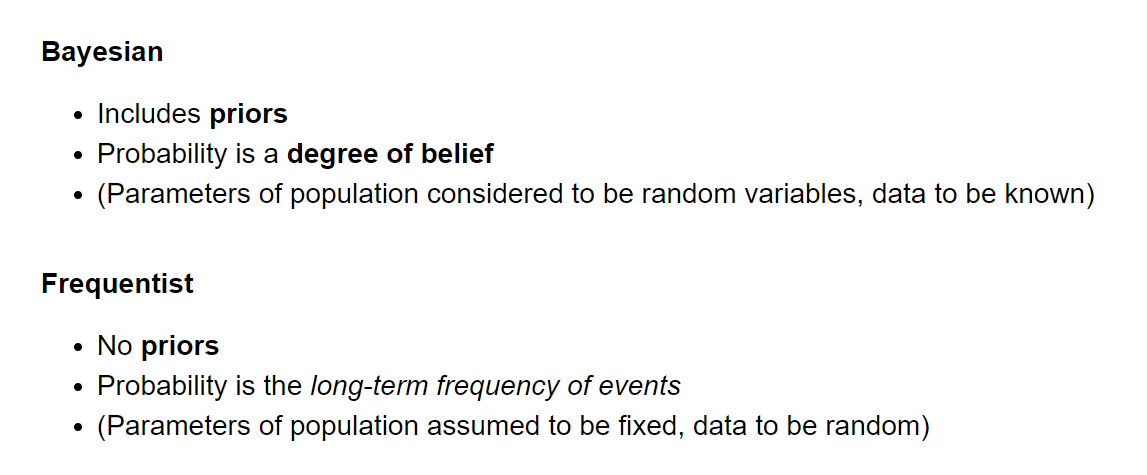 Bayesian
• Includes priors
• Probability is a degree of belief
• (Parameters of population considered to be random variables, data to be known)
Frequentist
• No priors
• Probability is the long-term frequency of events
• (Parameters of population assumed to be fixed, data to be random)